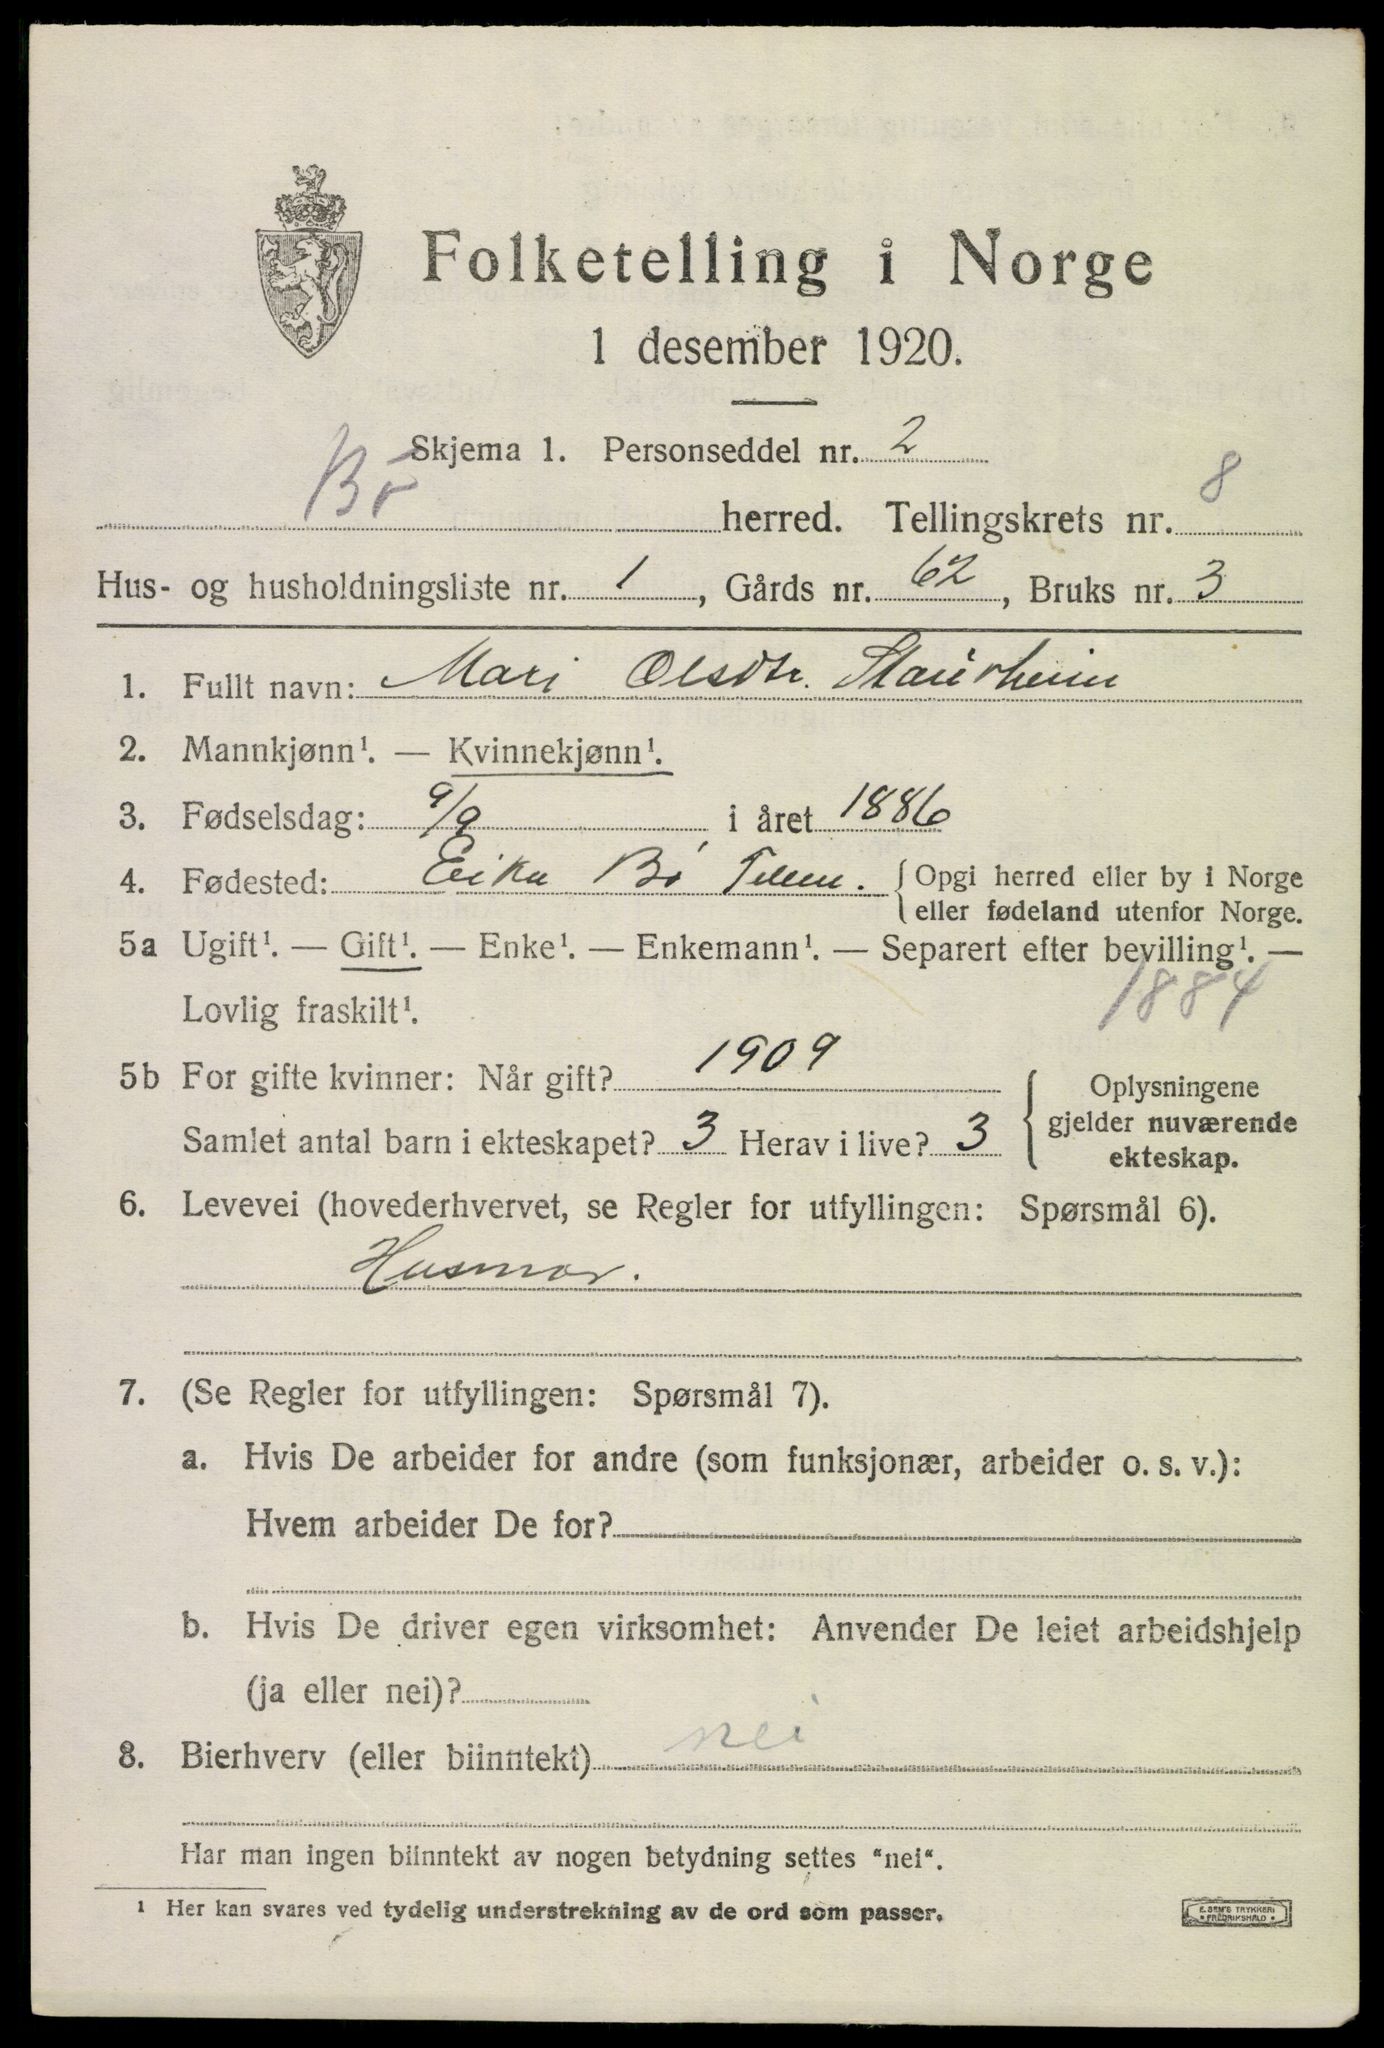 Folketelling i Norge
1 desember 1920.
Skjema 1. Personseddel nr. 2
Bø herred. Tellingskrets nr. 8
Hus- og husholdningsliste nr. 1, Gårds nr. 62, Bruks nr. 3
1. Fullt navn: Mari Olsdtr. Staurheim
2. Mannkjønn¹. — Kvinnekjønn¹.
3. Fødselsdag: 9/9 i året 1886
4. Fødested: Eika Bø Telem. { Opgi herred eller by i Norge
eller fødeland utenfor Norge.
5a Ugift¹. — Gift¹. — Enke¹. — Enkemann¹. — Separert efter bevilling¹. —
Lovlig fraskilt¹. 1884
5b For gifte kvinner: Når gift? 1909
Samlet antal barn i ekteskapet? 3 Herav i live? 3
{ Oplysningene
gjelder nuværende
ekteskap.
6. Levevei (hovederhvervet, se Regler for utfyllingen: Spørsmål 6).
Husmor.
7. (Se Regler for utfyllingen: Spørsmål 7).
a. Hvis De arbeider for andre (som funksjonær, arbeider o. s. v.):
Hvem arbeider De for?
b. Hvis De driver egen virksomhet: Anvender De leiet arbeidshjelp
(ja eller nei)?
8. Bierhverv (eller biinntekt) nei
Har man ingen biinntekt av nogen betydning settes "nei".
¹ Her kan svares ved tydelig understrekning av de ord som passer.
E. SEM'S TRYKKERI
• FREDRIKSHALD •